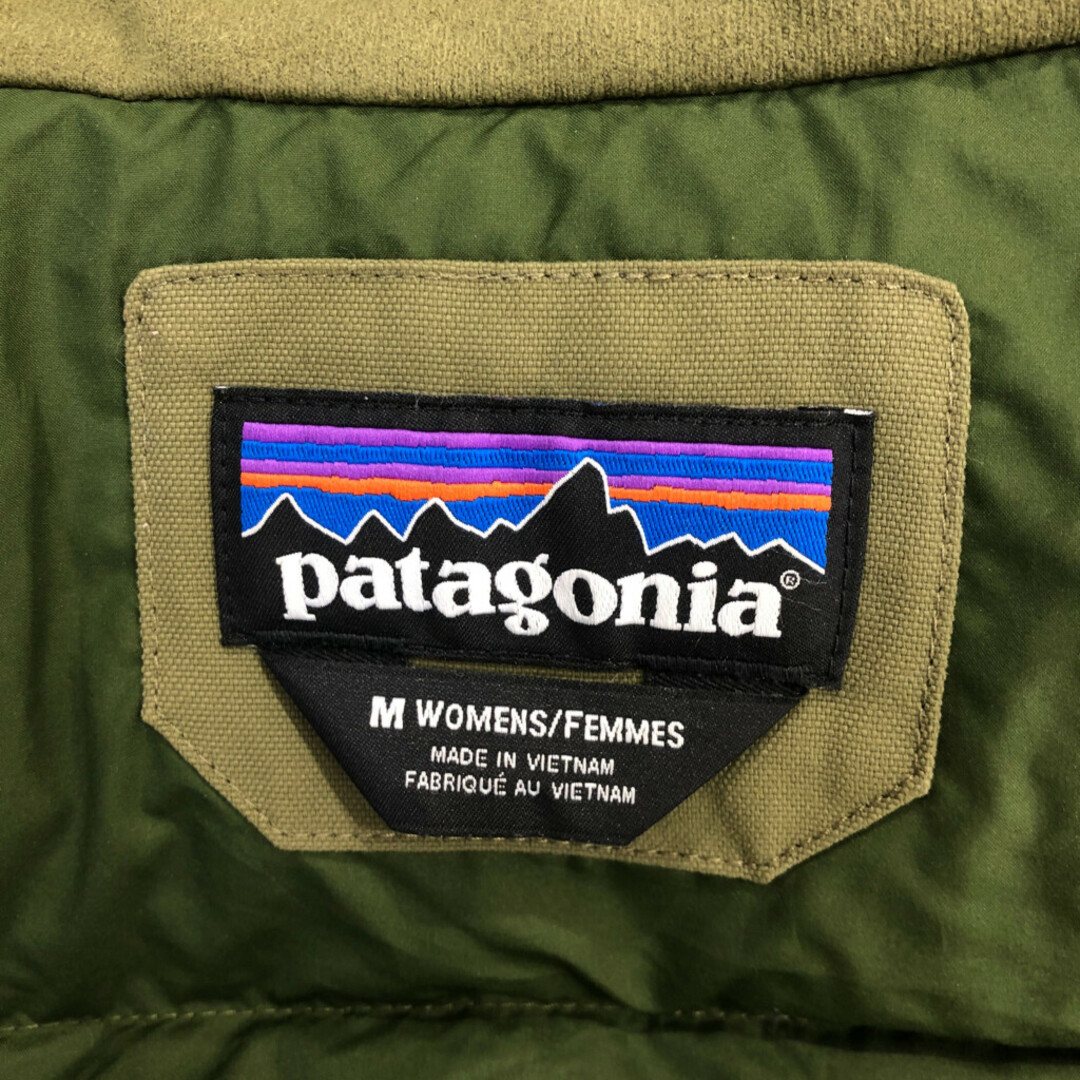 patagonia®
M WOMENS/FEMMES
MADE IN VIETNAM
FABRIQUÉ AU VIETNAM